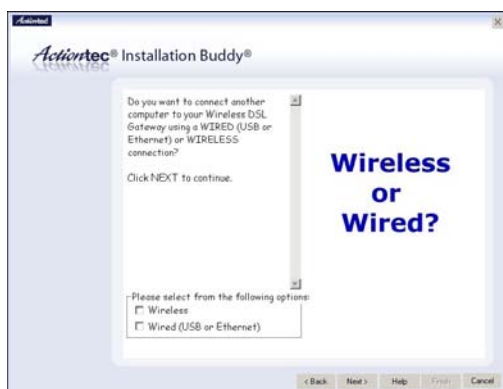 Actiontec
Actiontec® Installation Buddy®
Do you want to connect another
computer to your Wireless DSL
Gateway using a WIRED (USB or
Ethernet) or WIRELESS
connection?
Click NEXT to continue.
Wireless
or
Wired?
Please select from the following options:
Wireless
Wired (USB or Ethernet)
< Back
Next >
Help
Finish
Cancel